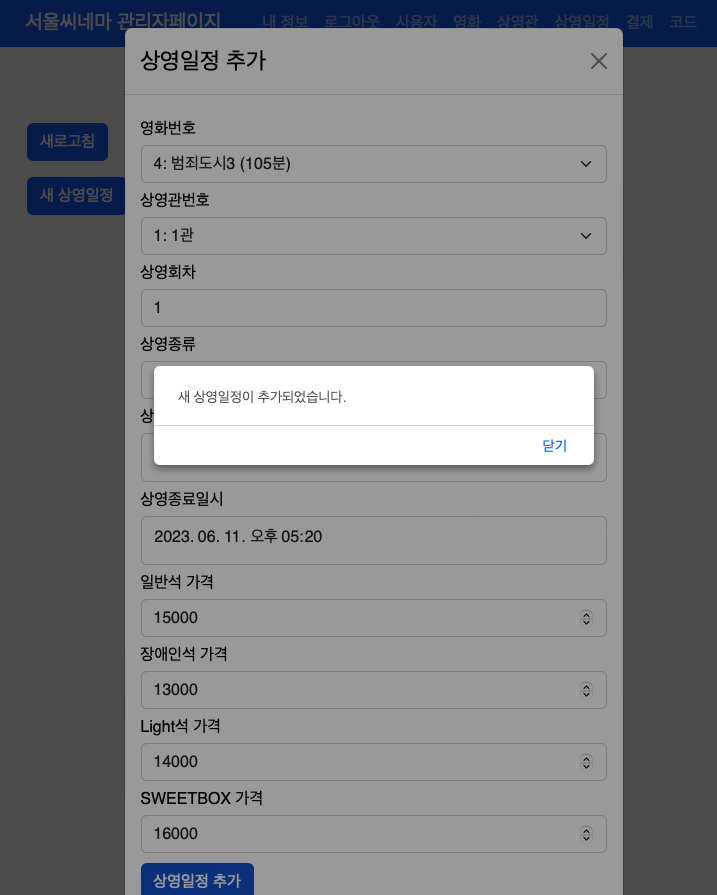 서울씨네마 관리자페이지 내 정보 로그아웃 사용자 영화 상영관 상영일정 결제 코드
새로고침
새 상영일정
상영일정 추가
영화번호
4: 범죄도시3 (105분)
상영관번호
1: 1관
상영회차
1
상영종류
상
새 상영일정이 추가되었습니다.
닫기
상영종료일시
2023. 06. 11. 오후 05:20
일반석 가격
15000
장애인석 가격
13000
Light석 가격
14000
SWEETBOX 가격
16000
상영일정 추가